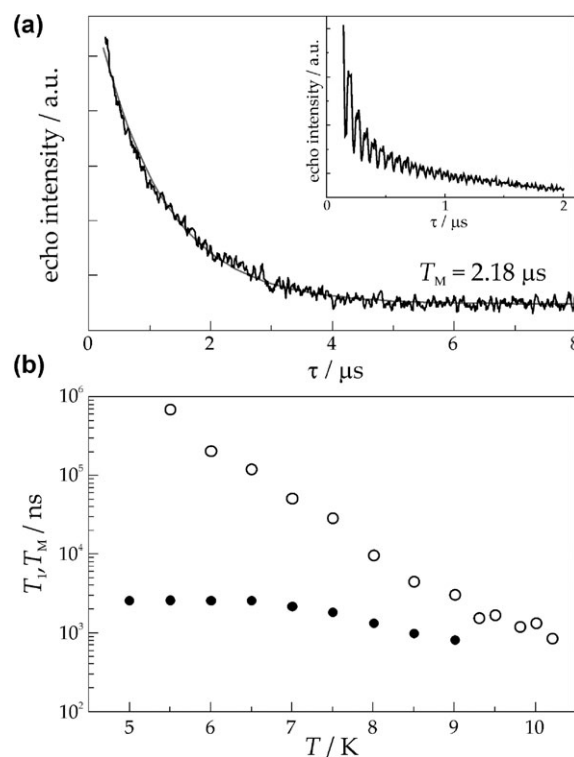 (a)
echo intensity / a.u.
echo intensity / a.u.
0 1 2
τ / μs
T_M = 2.18 μs
0 2 4 6 8
τ / μs
(b)
T_1, T_M / ns
10^6
10^5
10^4
10^3
10^2
5 6 7 8 9 10
T / K